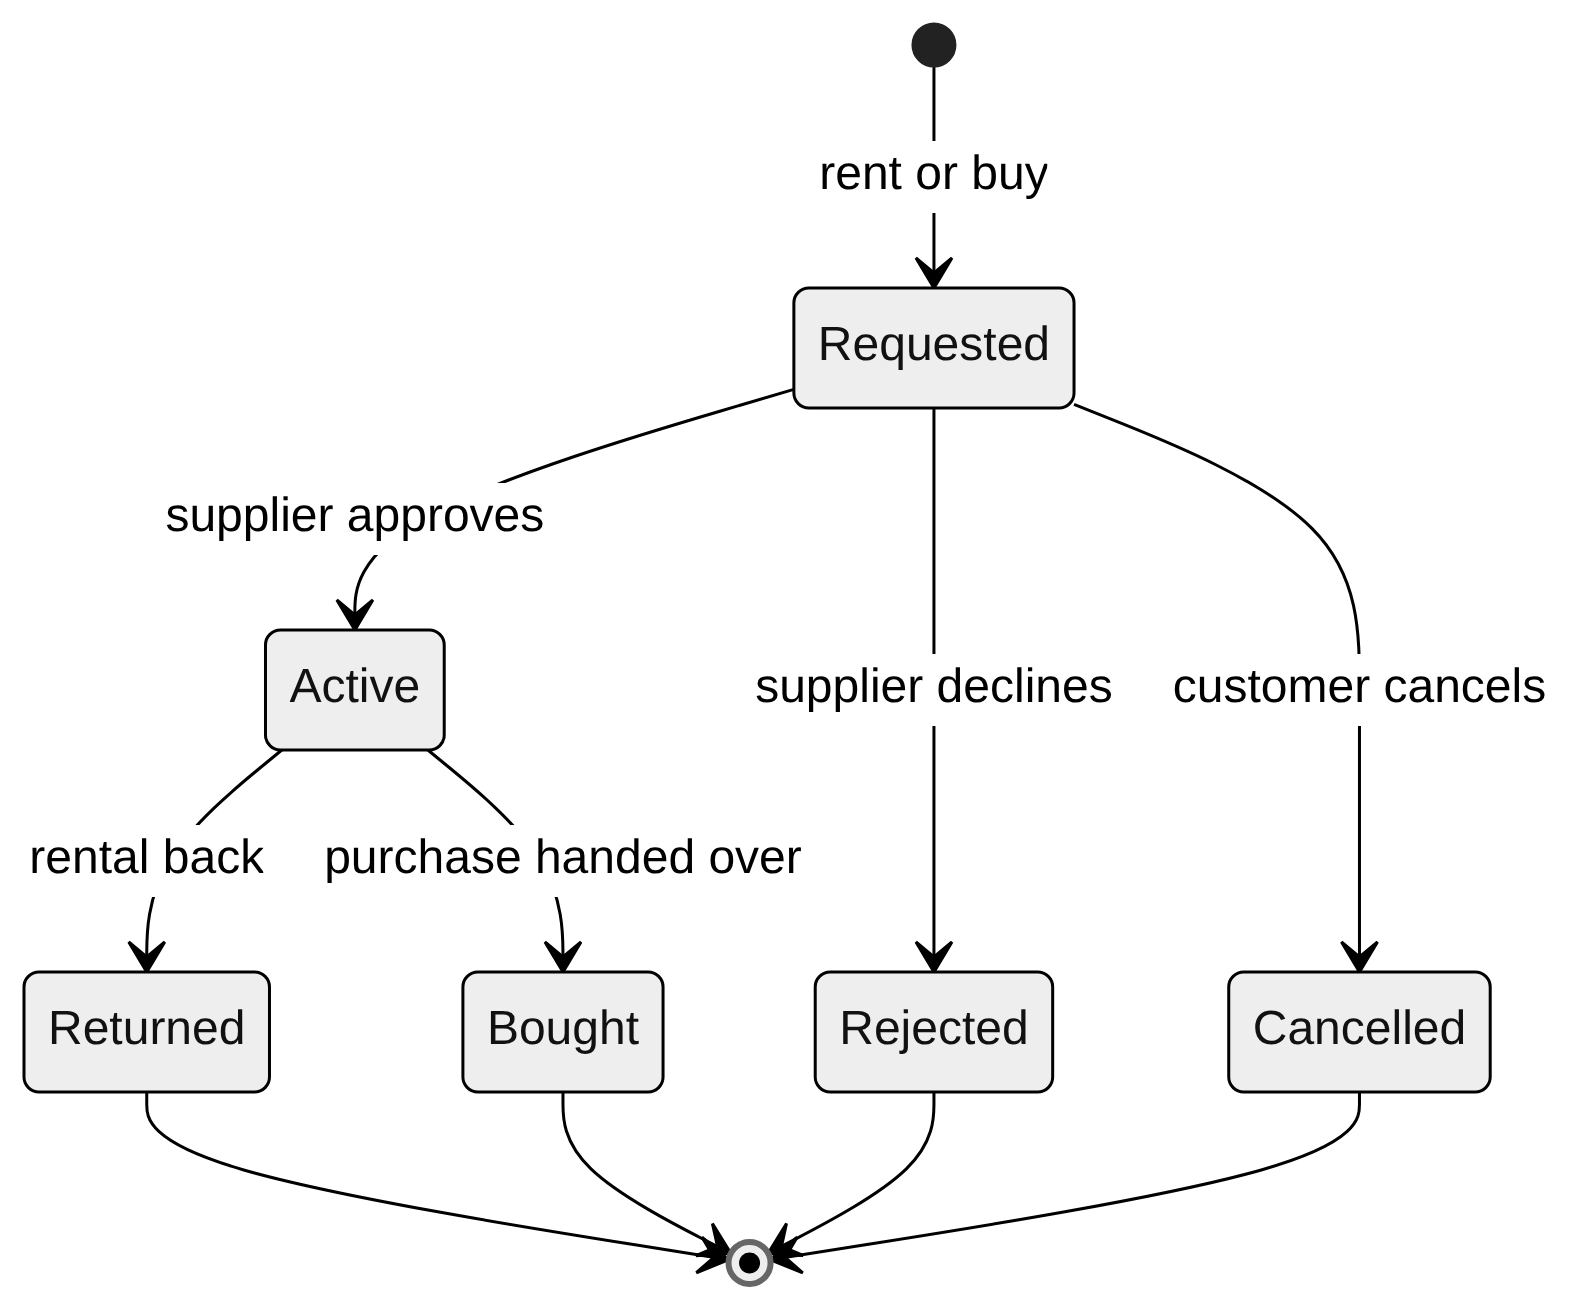 rent or buy
Requested
supplier approves
Active
supplier declines
customer cancels
rental back
purchase handed over
Returned
Bought
Rejected
Cancelled